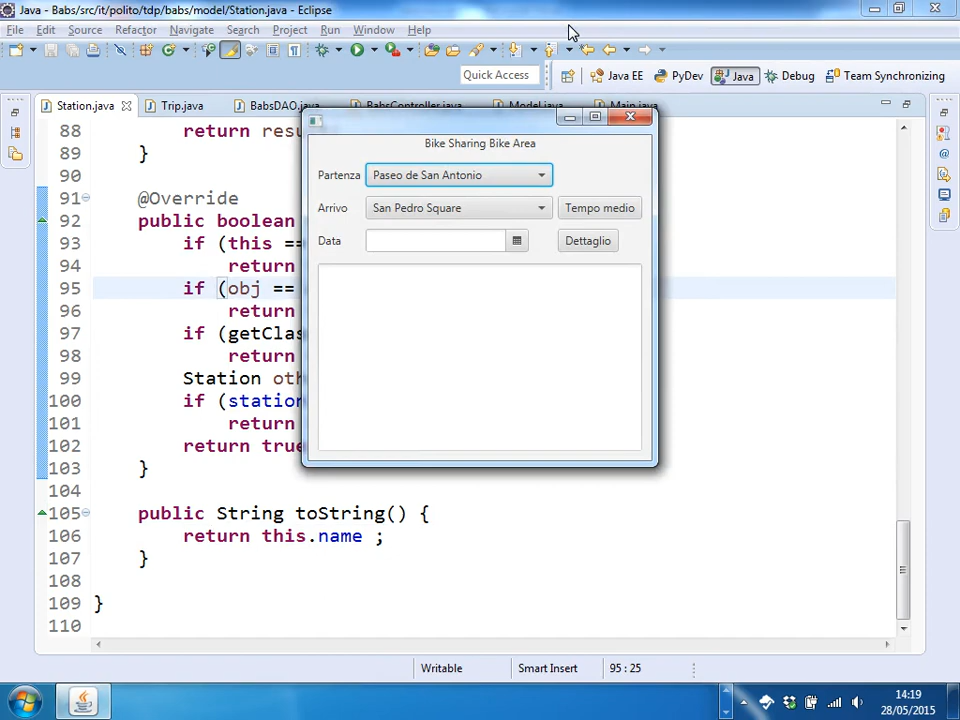 Java - Babs/src/it/polito/tdp/babs/model/Station.java - Eclipse
File Edit Source Refactor Navigate Search Project Run Window Help
Quick Access Java EE PyDev Java Debug Team Synchronizing
Station.java Trip.java BabsDAO.java BabsController.java Model.java Main.java
88 return resu
89 }
90
91 @Override
92 public boolean
93 if (this ==
94 return
95 if (obj ==
96 return
97 if (getClas
98 return
99 Station oth
100 if (station
101 return
102 return true
103 }
104
105 public String toString() {
106 return this.name ;
107 }
108
109 }
110
Bike Sharing Bike Area
Partenza Paseo de San Antonio
Arrivo San Pedro Square Tempo medio
Data Dettaglio
Writable Smart Insert 95 : 25
14:19
28/05/2015